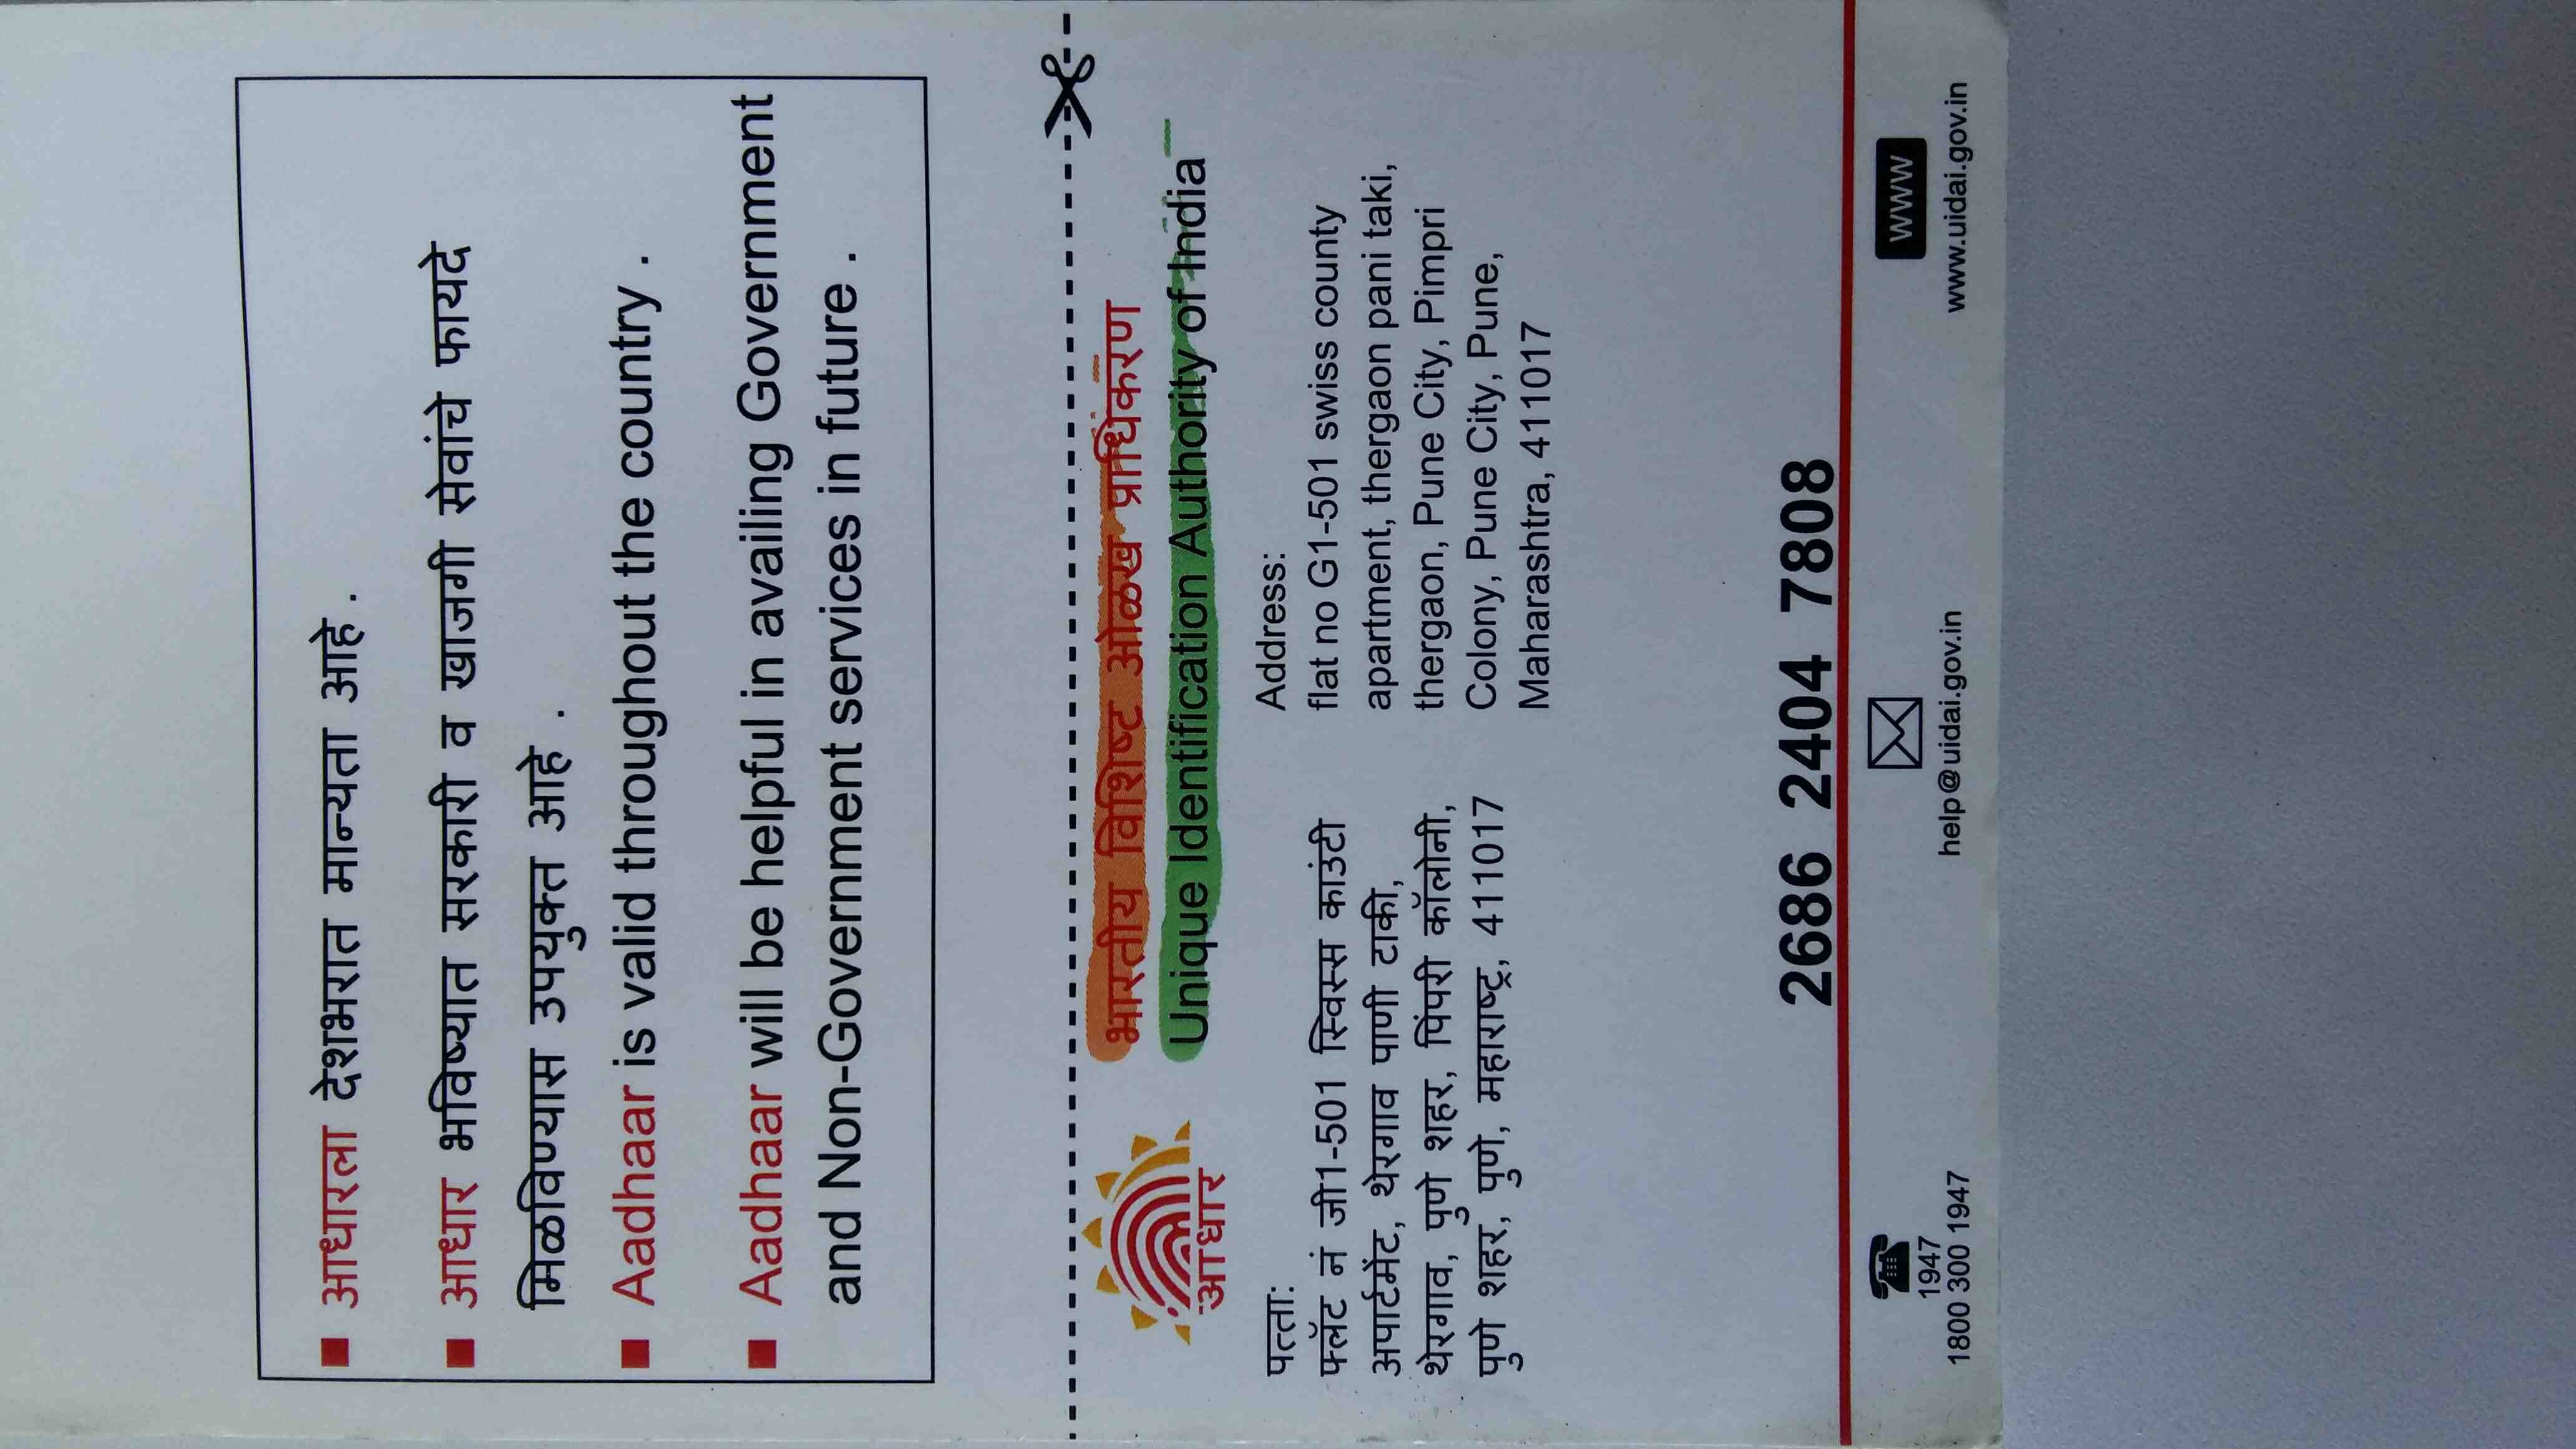 ■ आधारला देशभरात मान्यता आहे .
■ आधार भविष्यात सरकारी व खाजगी सेवांचे फायदे
मिळविण्यास उपयुक्त आहे .
■ Aadhaar is valid throughout the country .
■ Aadhaar will be helpful in availing Government
and Non-Government services in future .
आधार
भारतीय विशिष्ट ओळख प्राधिकरण
Unique Identification Authority of India
पत्ता:
फ्लॅट नं जी1-501 स्विस्स काउंटी
अपार्टमेंट, थेरगाव पाणी टाकी,
थेरगाव, पुणे शहर, पिंपरी कॉलोनी,
पुणे शहर, पुणे, महाराष्ट्र, 411017
Address:
flat no G1-501 swiss county
apartment, thergaon pani taki,
thergaon, Pune City, Pimpri
Colony, Pune City, Pune,
Maharashtra, 411017
2686 2404 7808
1947
1800 300 1947
help@uidai.gov.in
WWW
www.uidai.gov.in